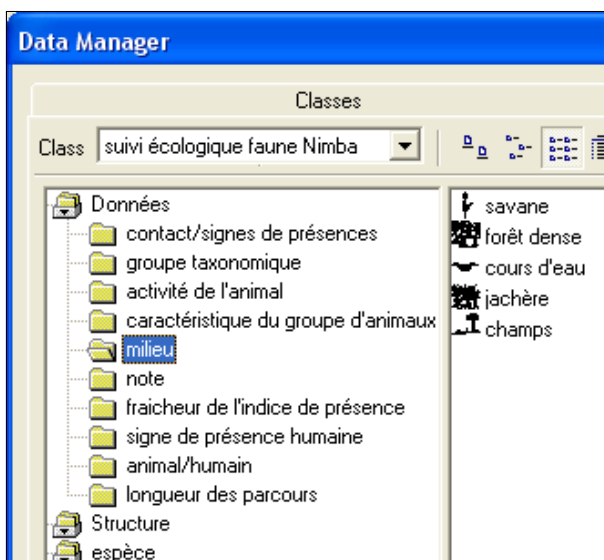 Data Manager
Classes
Class suivi écologique faune Nimba
Données
contact/signes de présences
groupe taxonomique
activité de l'animal
caractéristique du groupe d'animaux
milieu
note
fraicheur de l'indice de présence
signe de présence humaine
animal/humain
longueur des parcours
Structure
espèce
savane
forêt dense
cours d'eau
jachère
champs